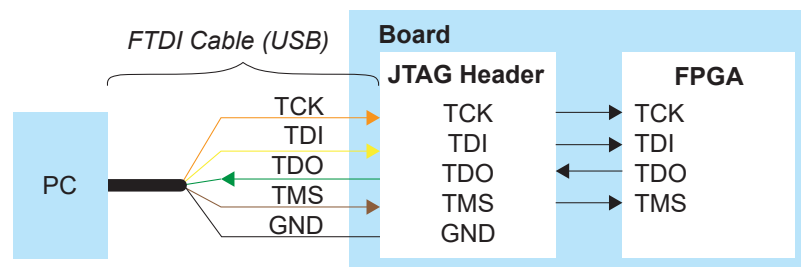 FTDI Cable (USB)
Board
JTAG Header
FPGA
PC
TCK
TDI
TDO
TMS
GND
TCK
TDI
TDO
TMS
GND
TCK
TDI
TDO
TMS